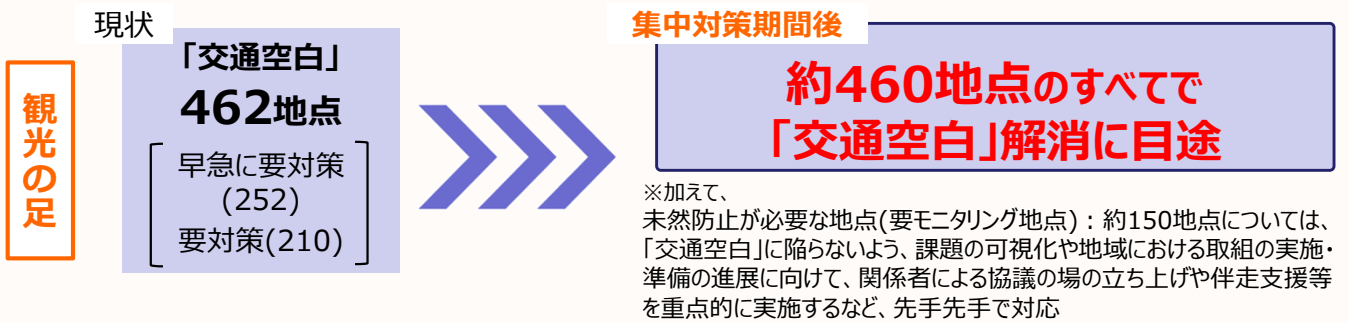 観光の足
現状
「交通空白」
462地点
早急に要対策
(252)
要対策(210)
集中対策期間後
約460地点のすべてで
「交通空白」解消に目途
※加えて、
未然防止が必要な地点(要モニタリング地点)：約150地点については、
「交通空白」に陥らないよう、課題の可視化や地域における取組の実施・
準備の進展に向けて、関係者による協議の場の立ち上げや伴走支援等
を重点的に実施するなど、先手先手で対応